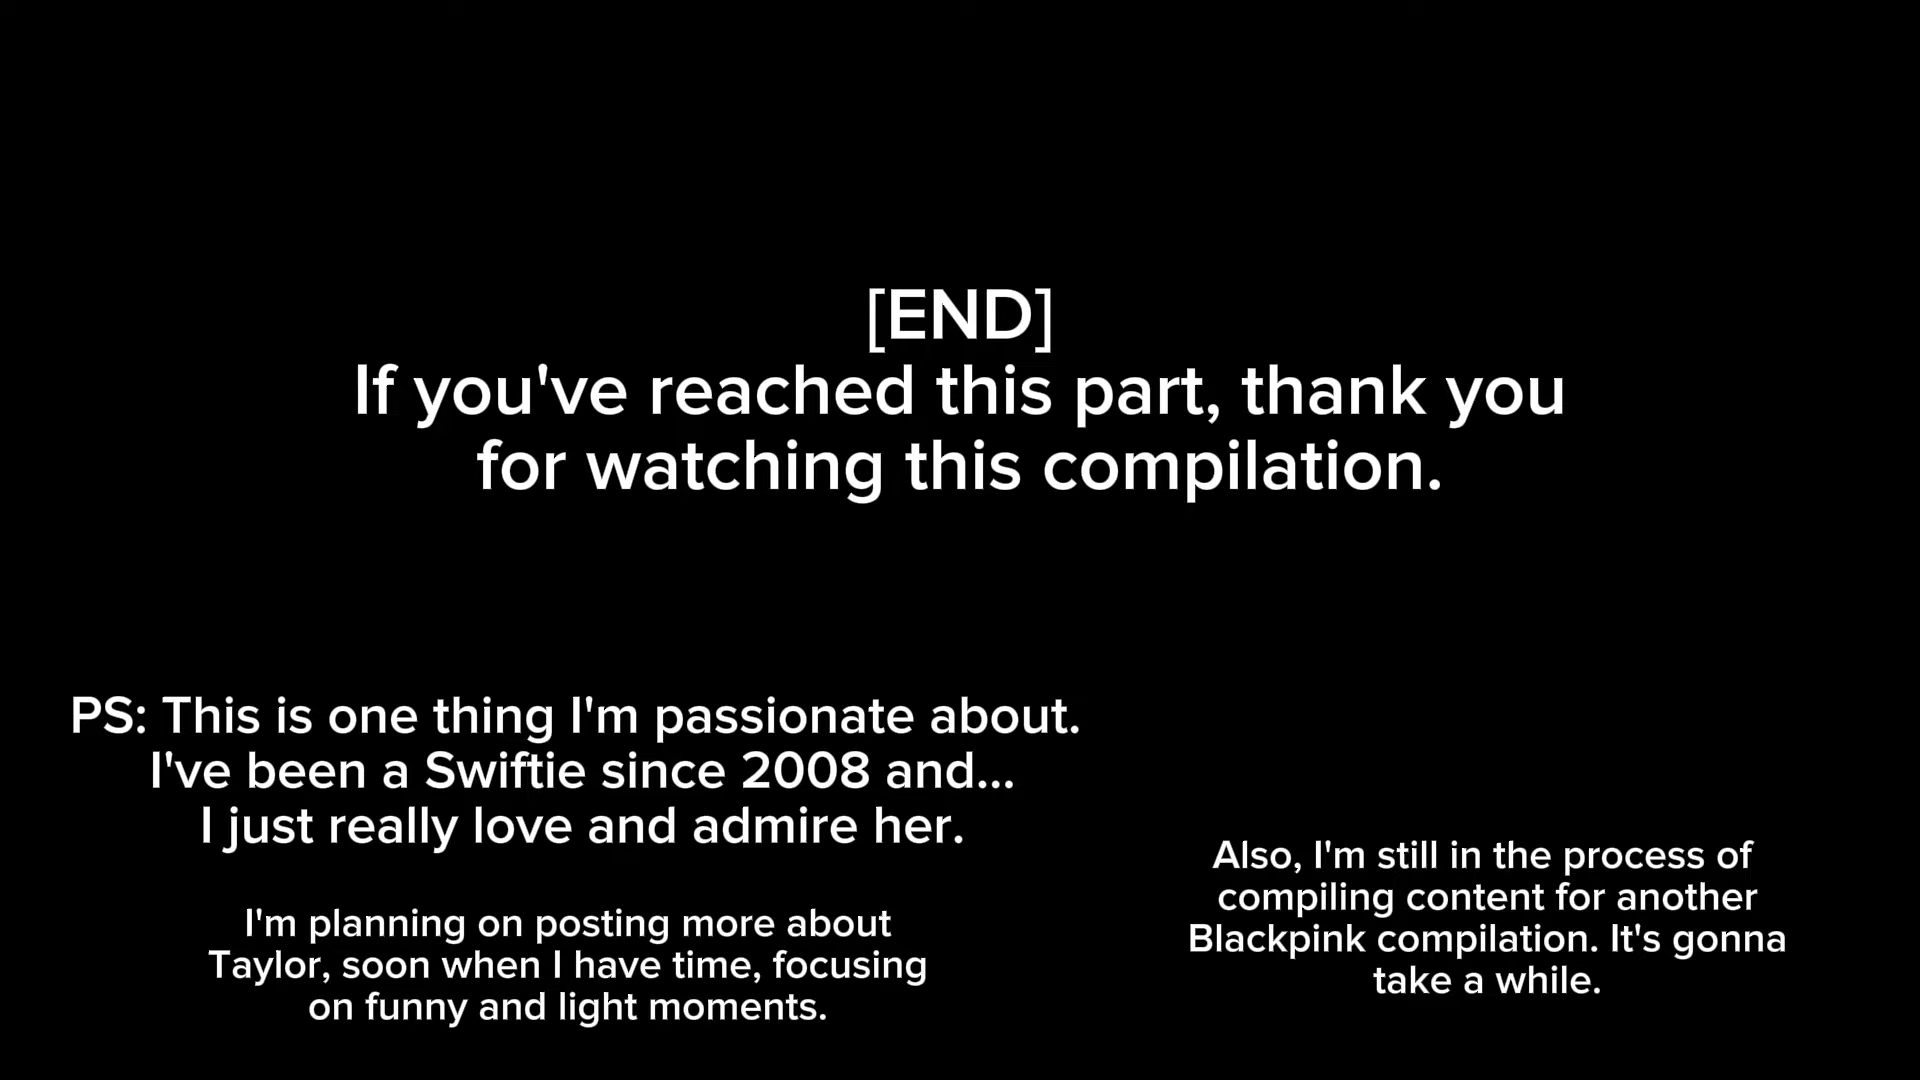 [END]
If you've reached this part, thank you
for watching this compilation.
PS: This is one thing I'm passionate about.
I've been a Swiftie since 2008 and...
I just really love and admire her.
I'm planning on posting more about
Taylor, soon when I have time, focusing
on funny and light moments.
Also, I'm still in the process of
compiling content for another
Blackpink compilation. It's gonna
take a while.